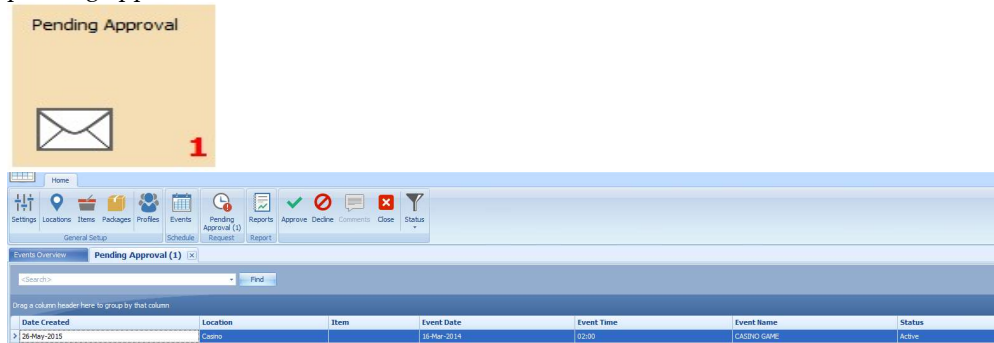 Pending Approval
1
Home
Settings Locations Items Packages Profiles Events Pending Approval (1) Reports Approve Decline Comments Close Status
General Setup Schedule Request Report
Events Overview Pending Approval (1)
<Search> Find
Drag a column header here to group by that column
Date Created Location Item Event Date Event Time Event Name Status
26-May-2015 Casino 16-Mar-2014 02:00 CASINO GAME Active